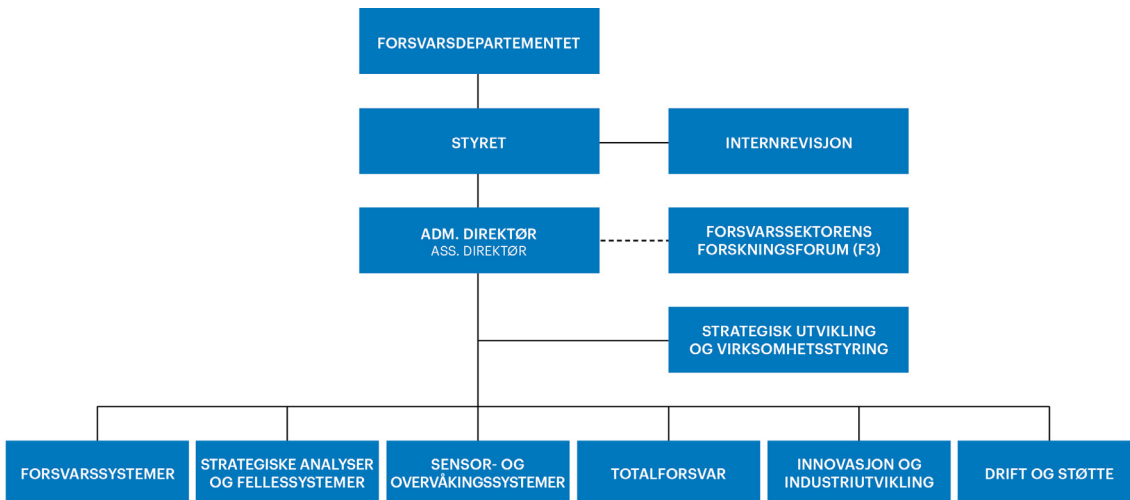 FORSVARSDEPARTEMENTET
STYRET
INTERNREVISJON
ADM. DIREKTØR
ASS. DIREKTØR
FORSVARSSEKTORENS
FORSKNINGSFORUM (F3)
STRATEGISK UTVIKLING
OG VIRKSOMHETSSTYRING
FORSVARSSYSTEMER
STRATEGISKE ANALYSER
OG FELLESSYSTEMER
SENSOR- OG
OVERVÅKINGSSYSTEMER
TOTALFORSVAR
INNOVASJON OG
INDUSTRIUTVIKLING
DRIFT OG STØTTE